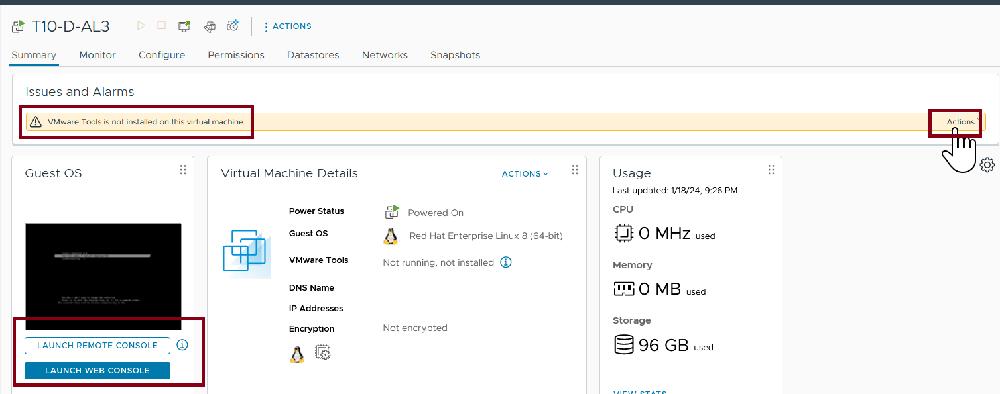 T10-D-AL3
ACTIONS
Summary Monitor Configure Permissions Datastores Networks Snapshots
Issues and Alarms
VMware Tools is not installed on this virtual machine.
Actions
Guest OS
LAUNCH REMOTE CONSOLE
LAUNCH WEB CONSOLE
Virtual Machine Details
ACTIONS
Power Status Powered On
Guest OS Red Hat Enterprise Linux 8 (64-bit)
VMware Tools Not running, not installed
DNS Name
IP Addresses
Encryption Not encrypted
Usage
Last updated: 1/18/24, 9:26 PM
CPU
0 MHz used
Memory
0 MB used
Storage
96 GB used
VIEW STATS